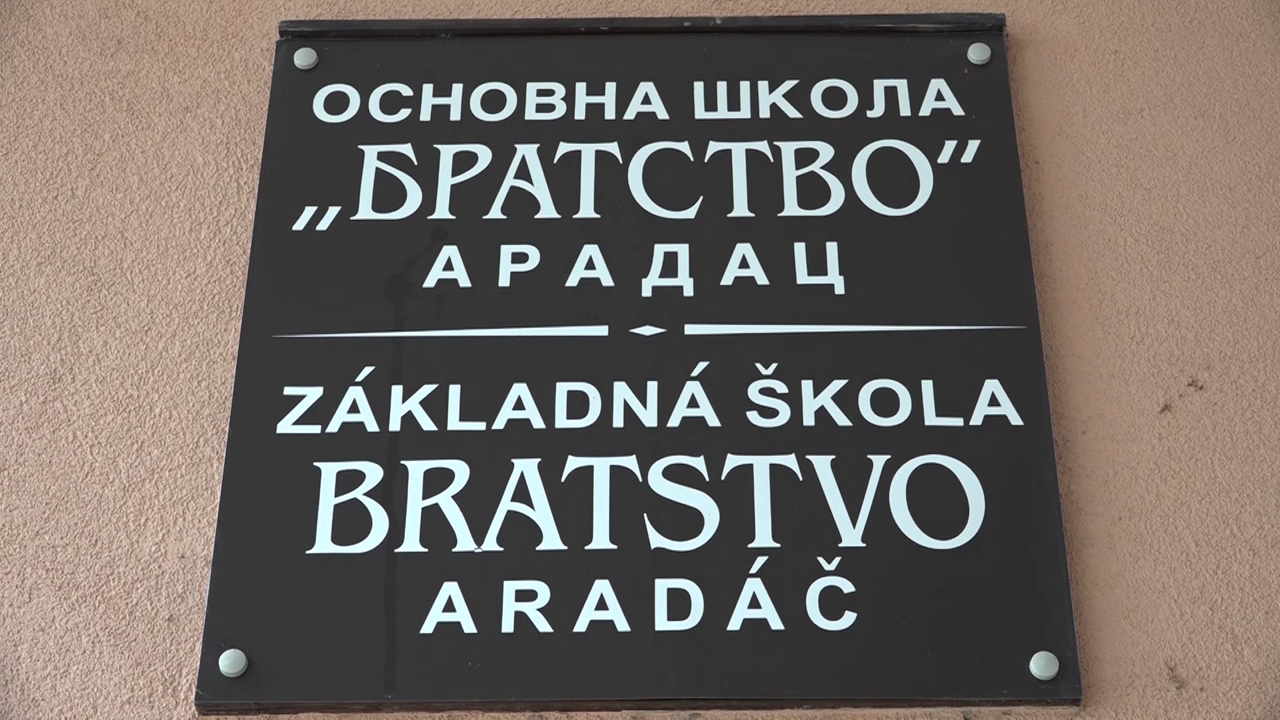 ОСНОВНА ШКОЛА
„БРАТСТВО”
АРАДАЦ
ZÁKLADNÁ ŠKOLA
BRATSTVO
ARADÁČ